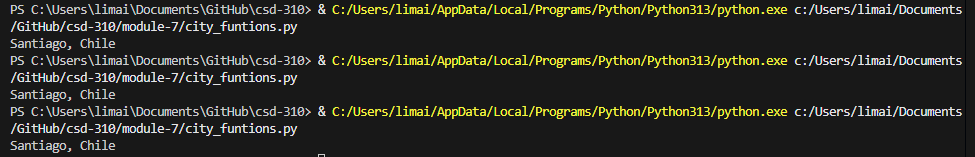 PS C:\Users\limai\Documents\GitHub\csd-310> & C:/Users/limai/AppData/Local/Programs/Python/Python313/python.exe c:/Users/limai/Documents
/GitHub/csd-310/module-7/city_funtions.py
Santiago, Chile
PS C:\Users\limai\Documents\GitHub\csd-310> & C:/Users/limai/AppData/Local/Programs/Python/Python313/python.exe c:/Users/limai/Documents
/GitHub/csd-310/module-7/city_funtions.py
Santiago, Chile
PS C:\Users\limai\Documents\GitHub\csd-310> & C:/Users/limai/AppData/Local/Programs/Python/Python313/python.exe c:/Users/limai/Documents
/GitHub/csd-310/module-7/city_funtions.py
Santiago, Chile